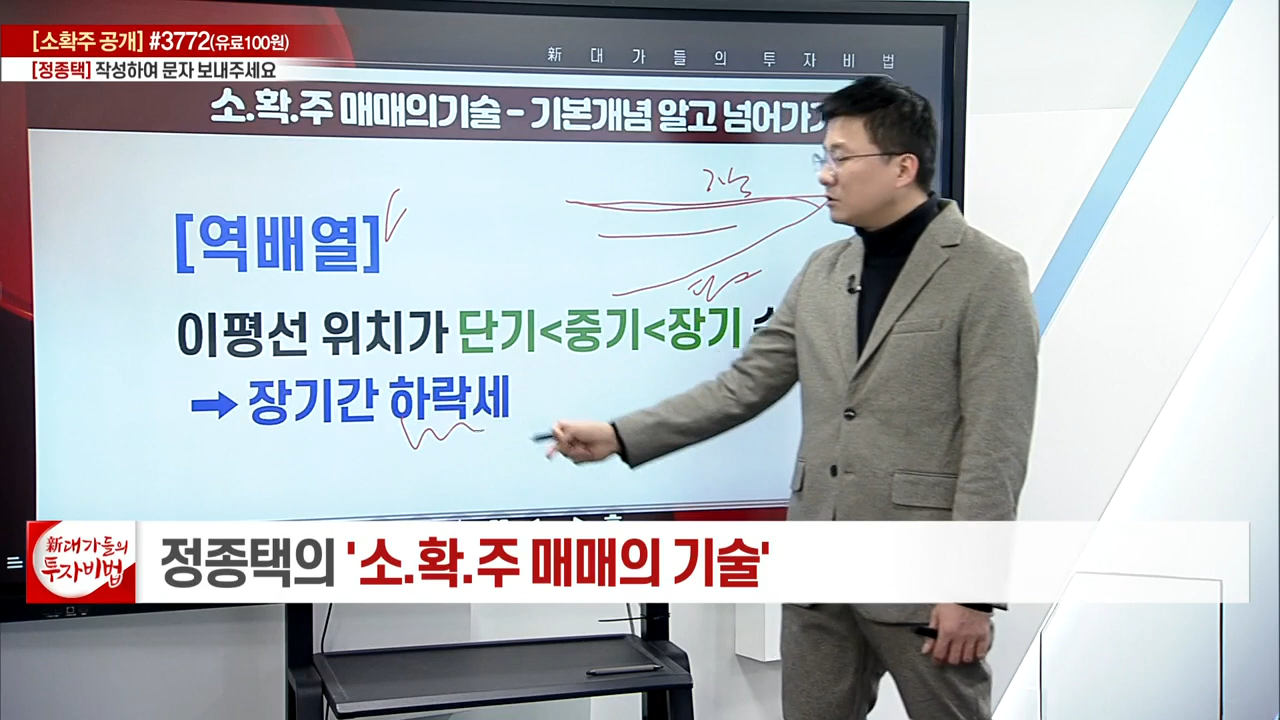 [소확주 공개] #3772(유료100원)
[정종택] 작성하여 문자 보내주세요
新 대 가 들 의 투 자 비 법
소.확.주 매매의기술 - 기본개념 알고 넘어가
[역배열]
이평선 위치가 단기<중기<장기
➡ 장기간 하락세
新대가들의
투자비법
정종택의 '소.확.주 매매의 기술'